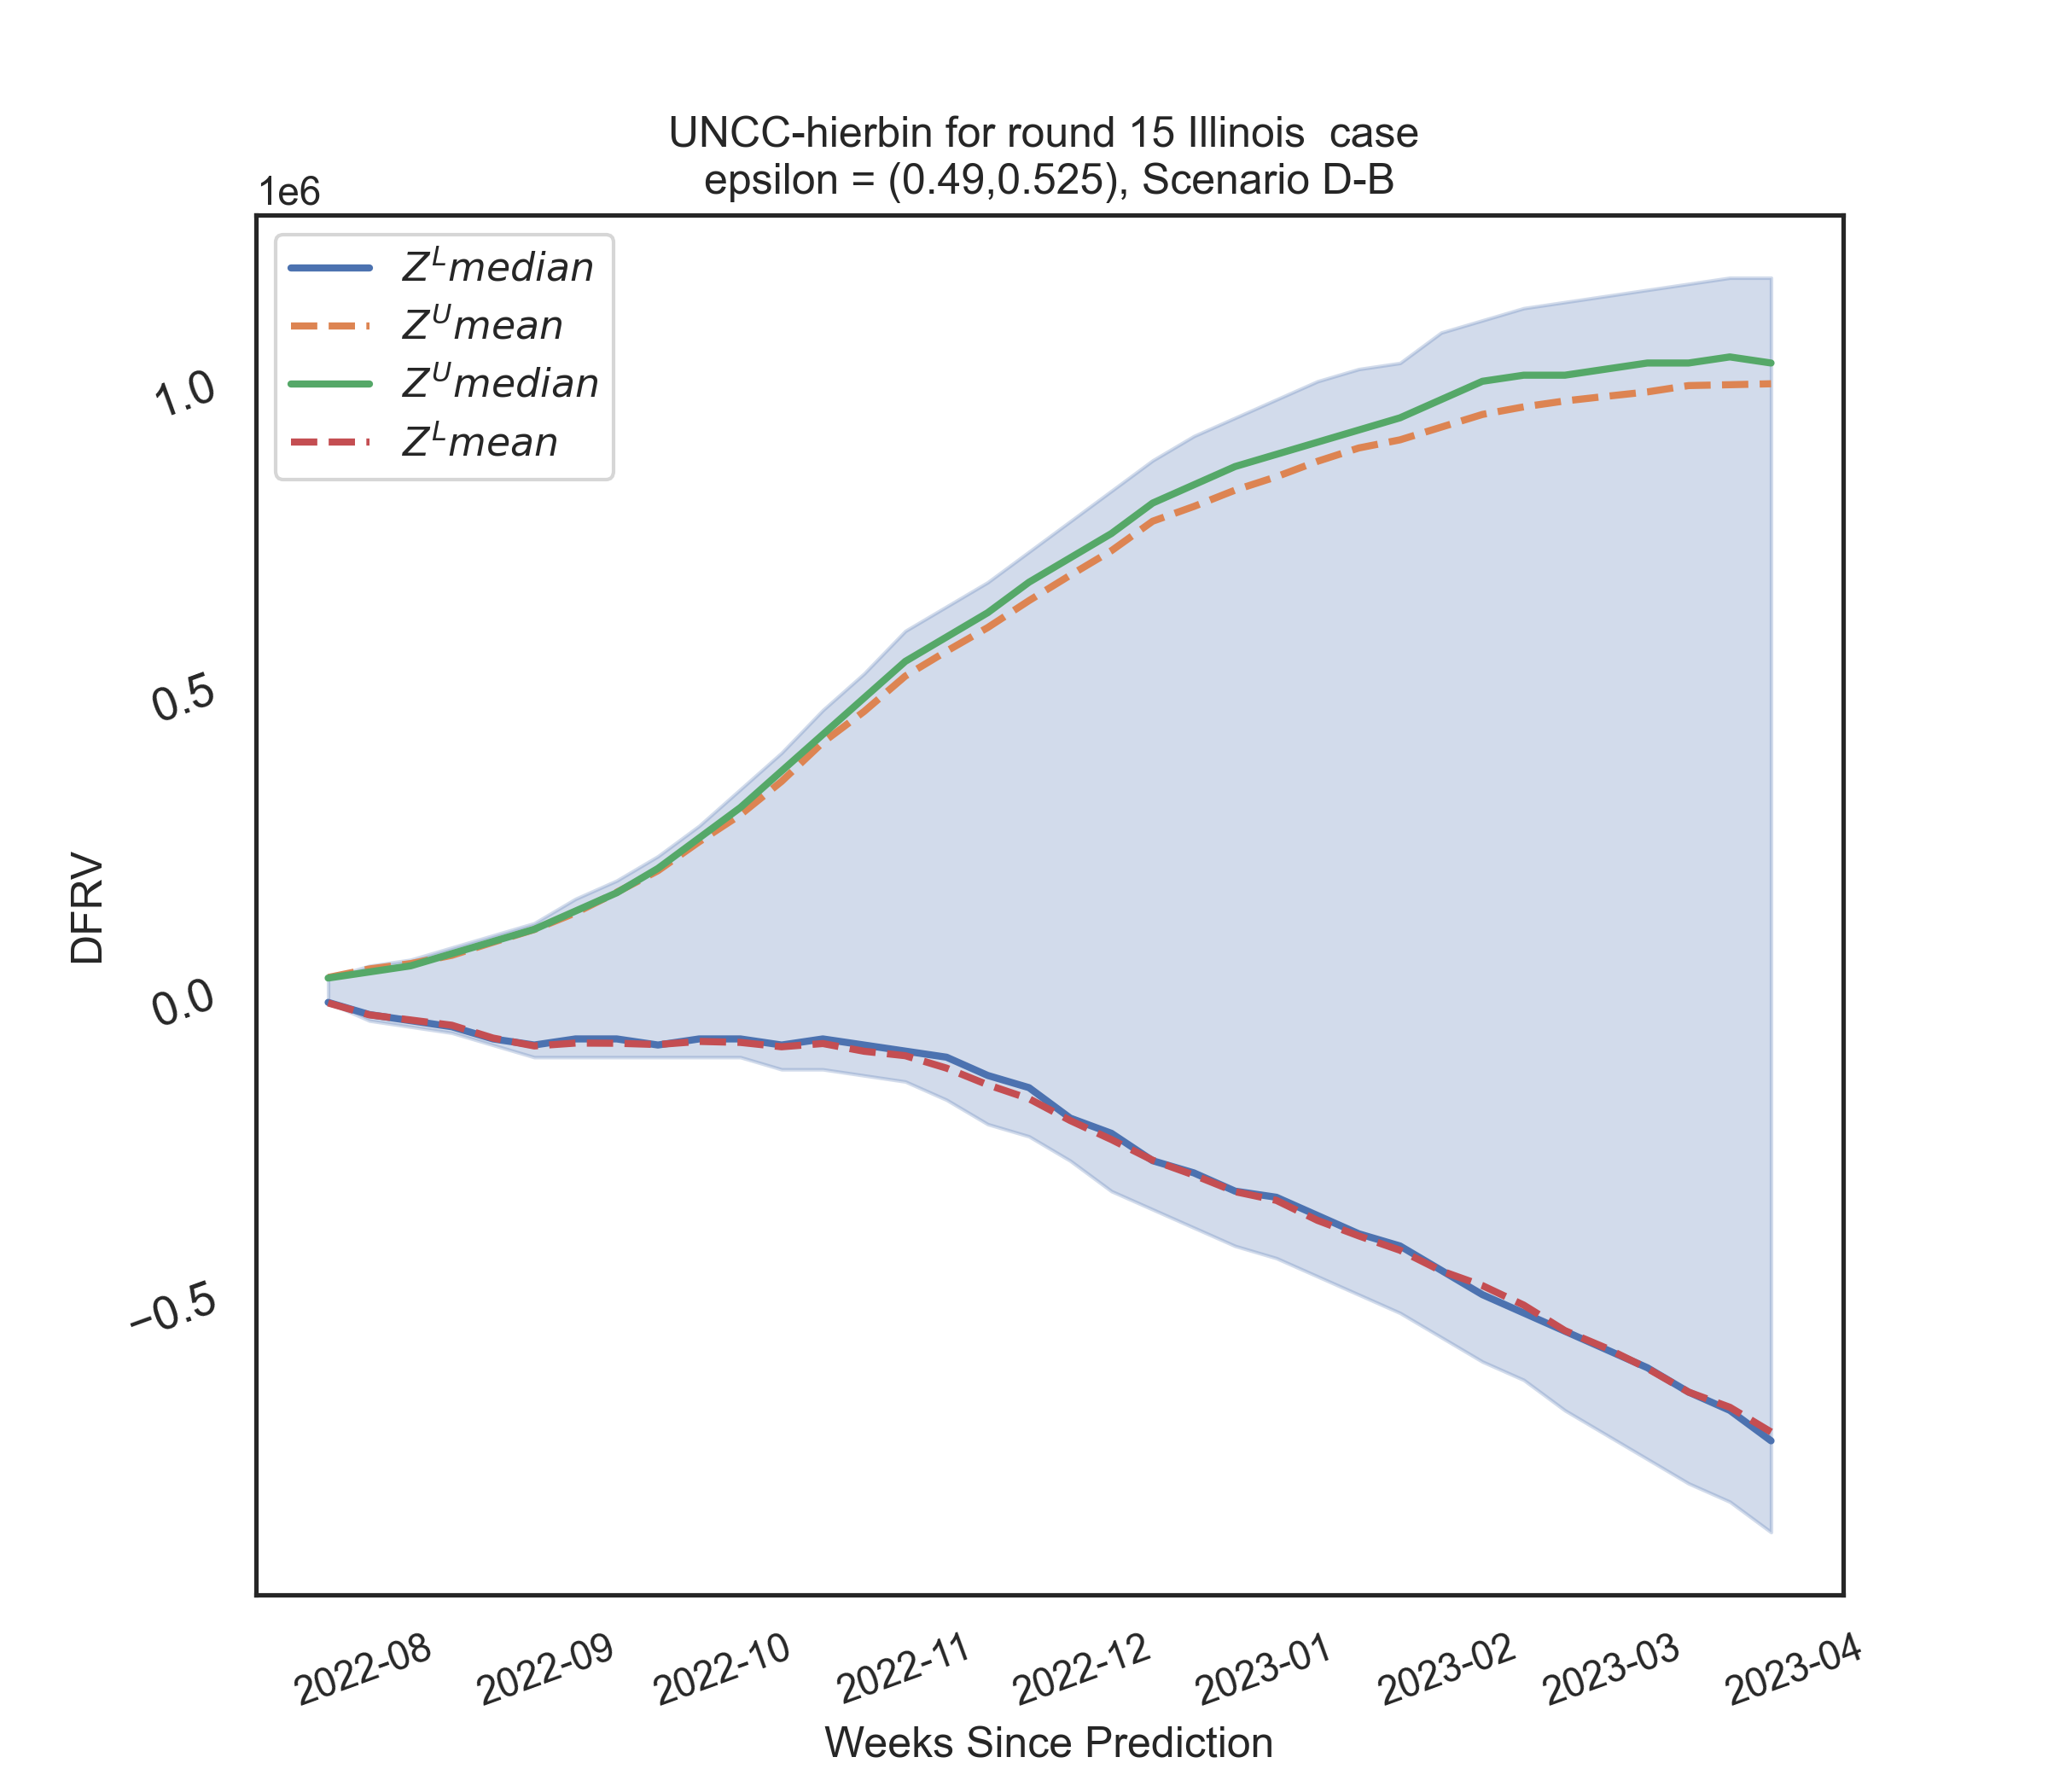 UNCC-hierbin for round 15 Illinois  case
epsilon = (0.49,0.525), Scenario D-B
1e6
Z^L median
Z^U mean
Z^U median
Z^L mean
1.0
0.5
0.0
−0.5
DFRV
2022-08
2022-09
2022-10
2022-11
2022-12
2023-01
2023-02
2023-03
2023-04
Weeks Since Prediction